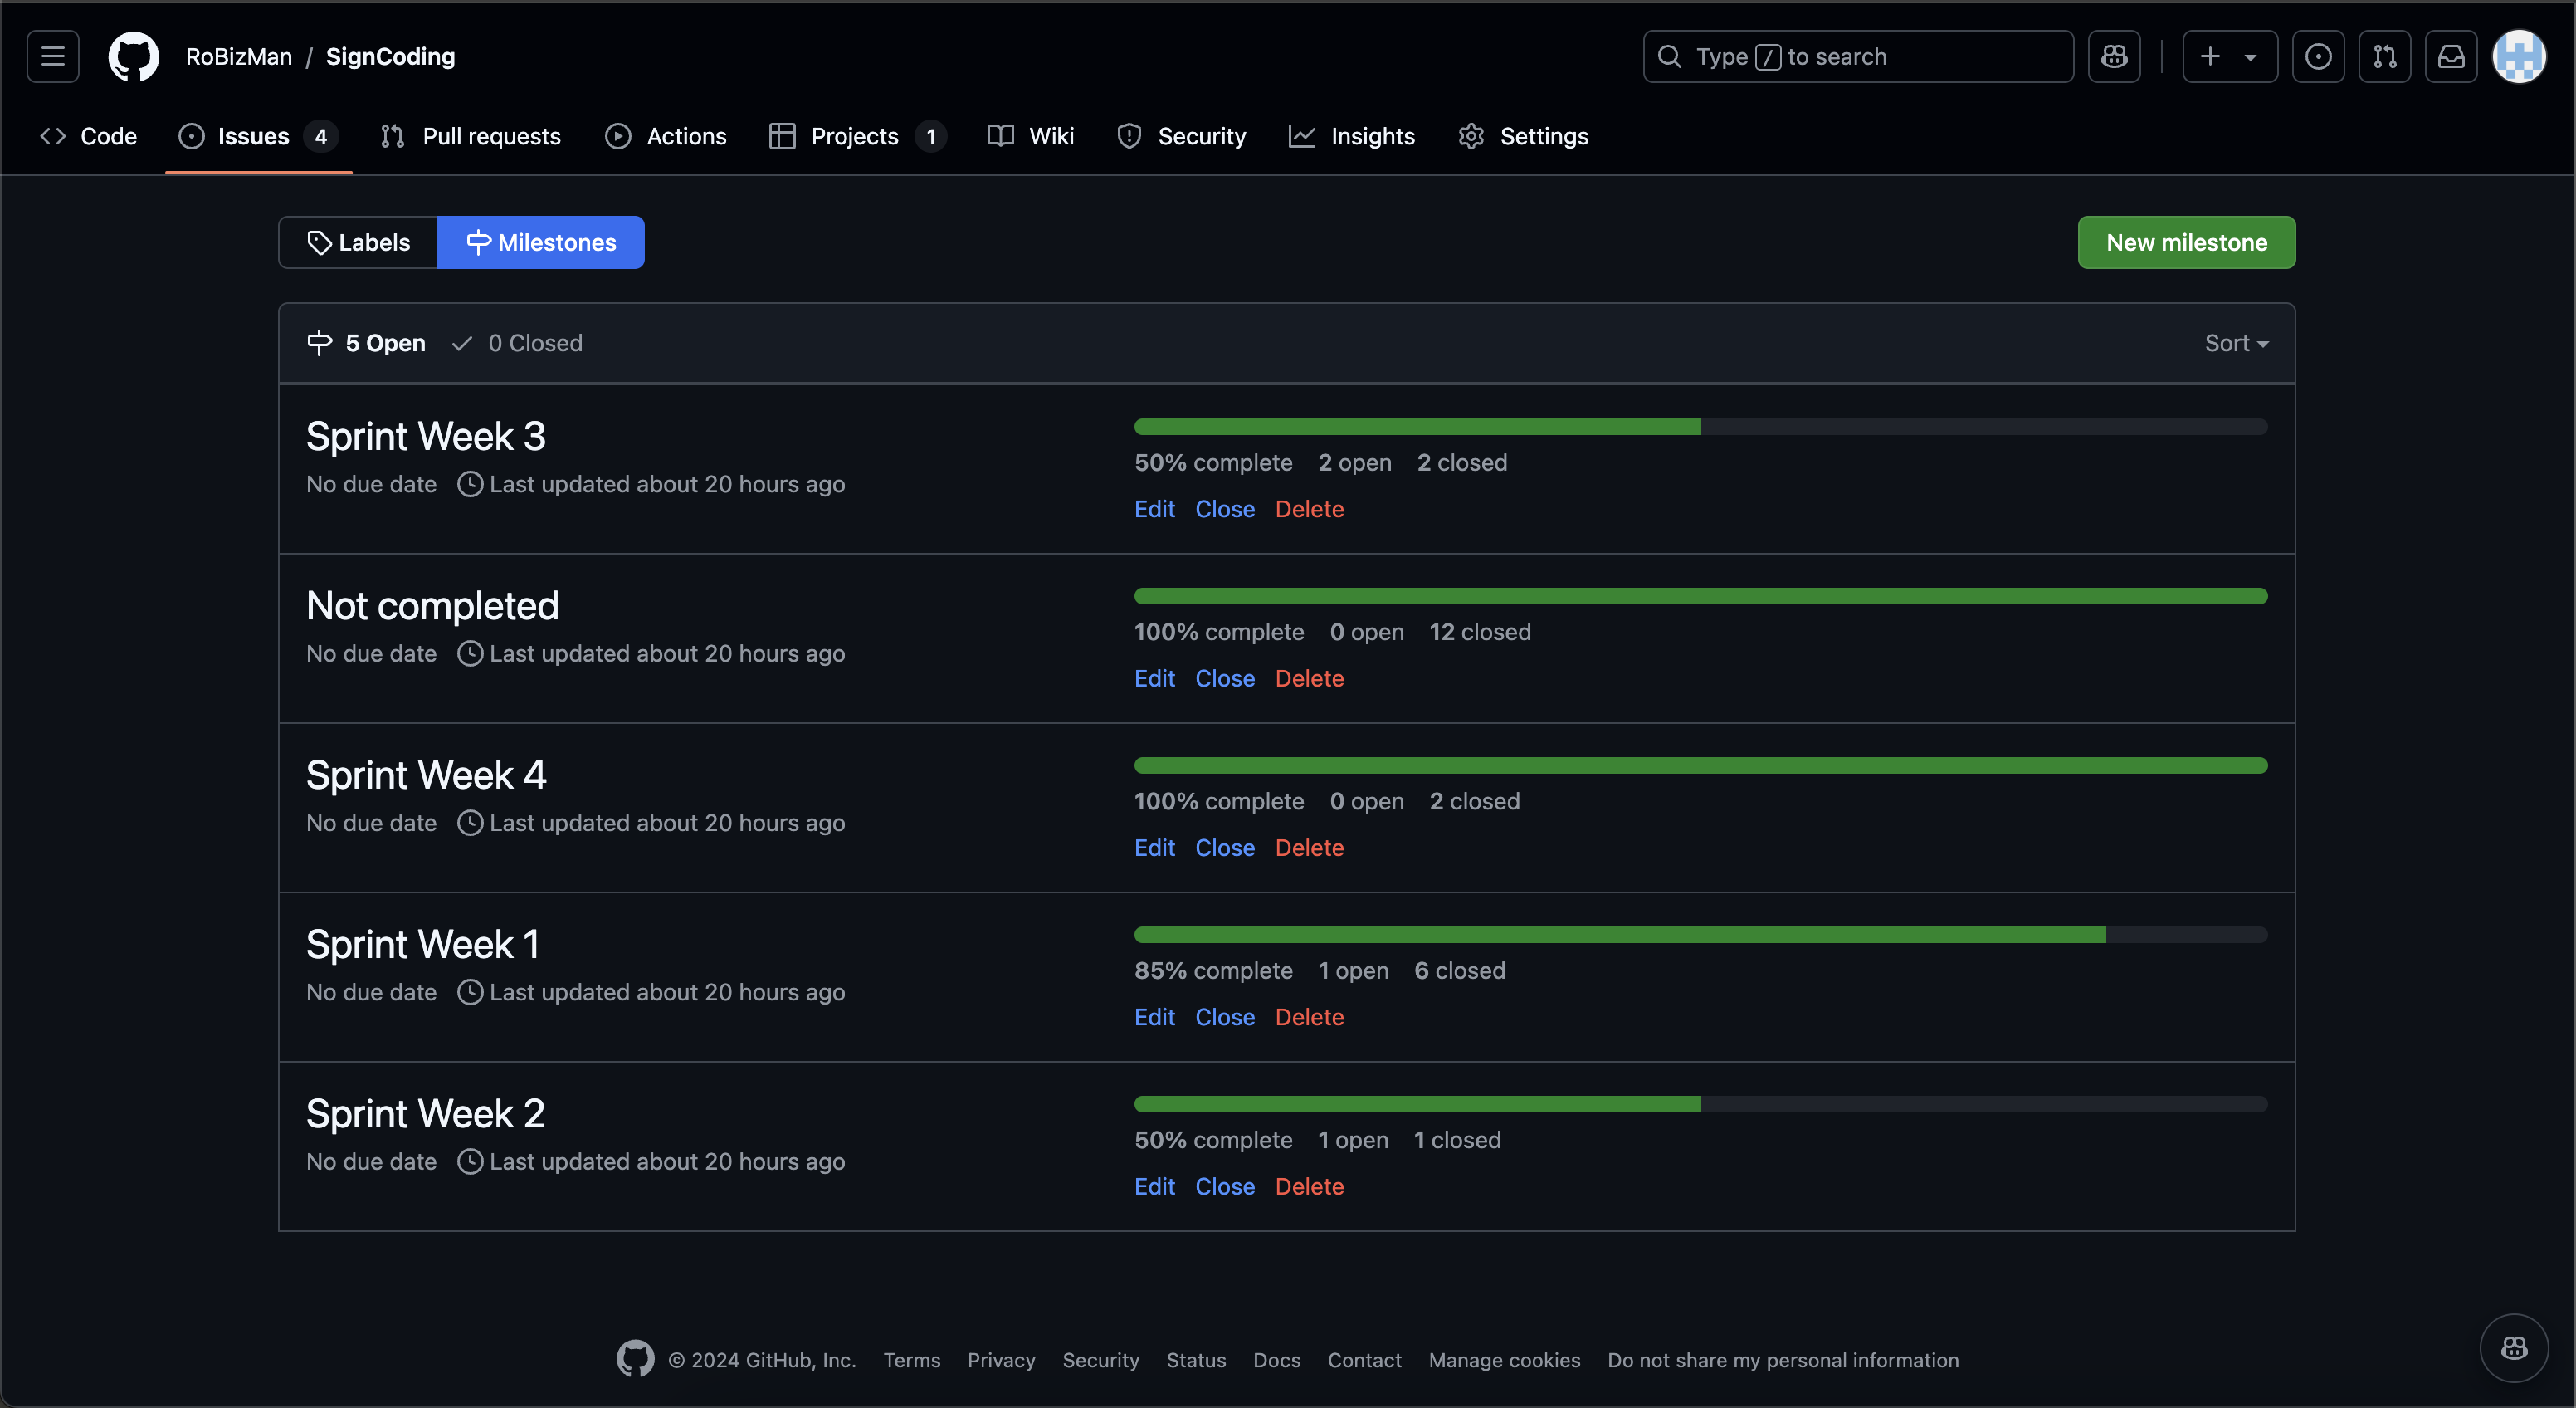 RoBizMan / SignCoding
Type / to search
Code
Issues 4
Pull requests
Actions
Projects 1
Wiki
Security
Insights
Settings
Labels
Milestones
New milestone
5 Open
0 Closed
Sort
Sprint Week 3
No due date Last updated about 20 hours ago
50% complete 2 open 2 closed
Edit Close Delete
Not completed
No due date Last updated about 20 hours ago
100% complete 0 open 12 closed
Edit Close Delete
Sprint Week 4
No due date Last updated about 20 hours ago
100% complete 0 open 2 closed
Edit Close Delete
Sprint Week 1
No due date Last updated about 20 hours ago
85% complete 1 open 6 closed
Edit Close Delete
Sprint Week 2
No due date Last updated about 20 hours ago
50% complete 1 open 1 closed
Edit Close Delete
© 2024 GitHub, Inc. Terms Privacy Security Status Docs Contact Manage cookies Do not share my personal information